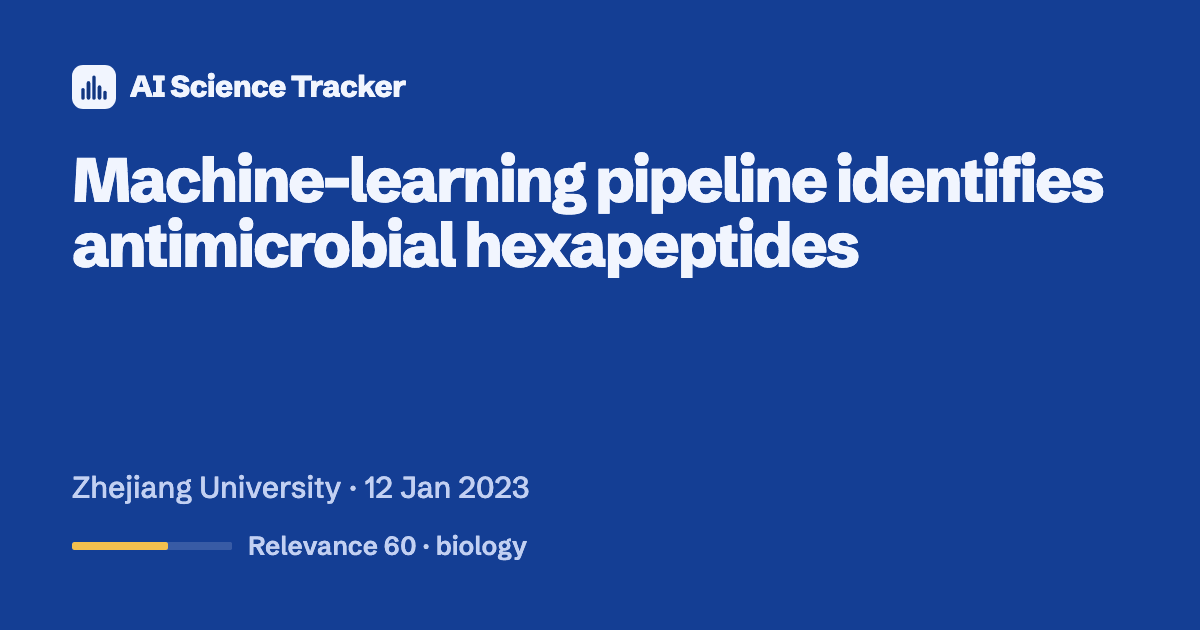 AI Science Tracker
Machine-learning pipeline identifies
antimicrobial hexapeptides
Zhejiang University · 12 Jan 2023
Relevance 60 · biology